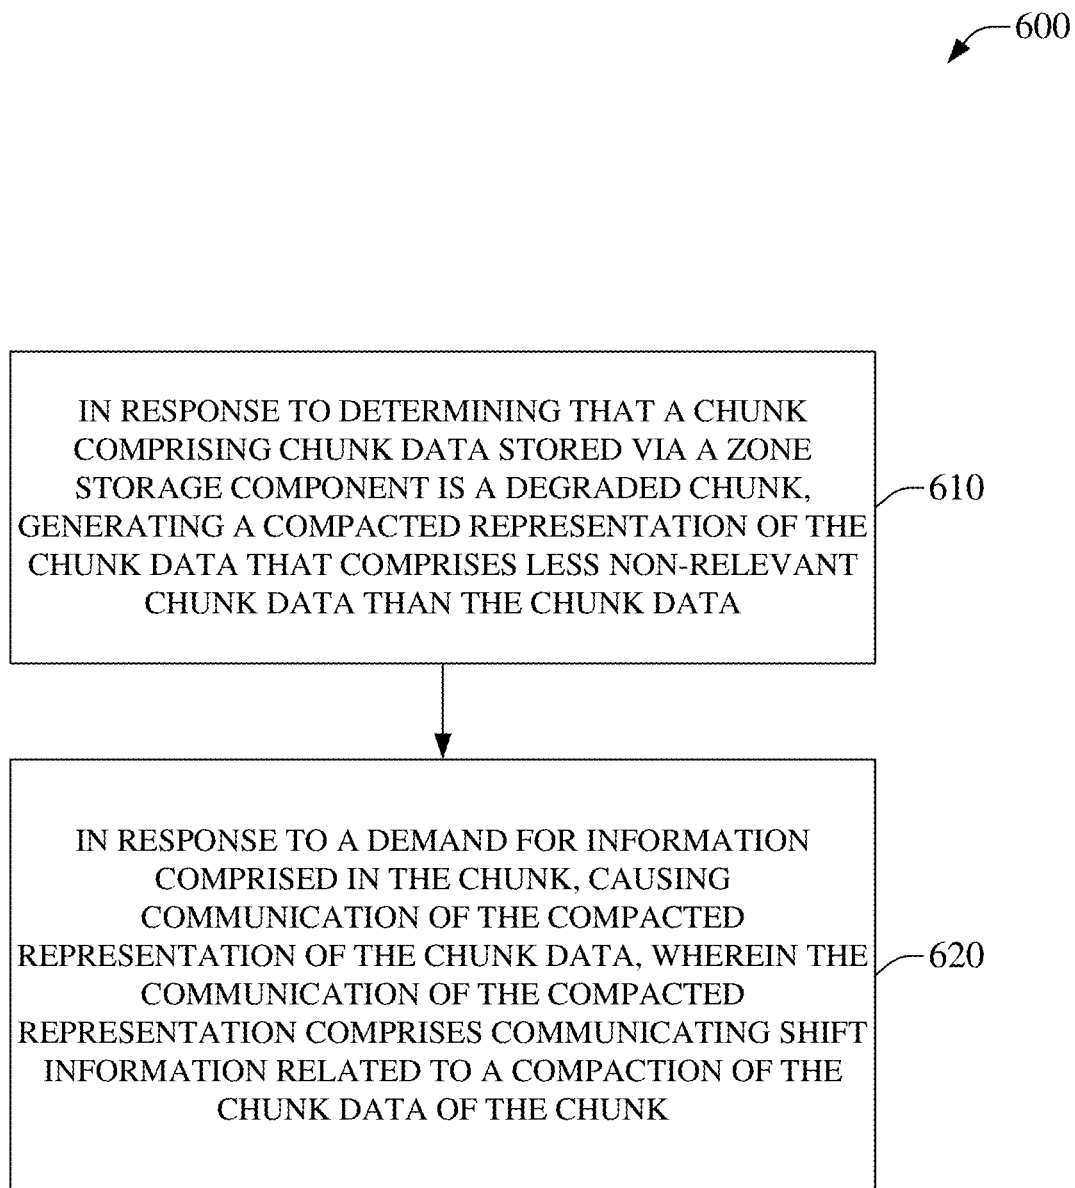 600
IN RESPONSE TO DETERMINING THAT A CHUNK
COMPRISING CHUNK DATA STORED VIA A ZONE
STORAGE COMPONENT IS A DEGRADED CHUNK,
GENERATING A COMPACTED REPRESENTATION OF THE
CHUNK DATA THAT COMPRISES LESS NON-RELEVANT
CHUNK DATA THAN THE CHUNK DATA
610
IN RESPONSE TO A DEMAND FOR INFORMATION
COMPRISED IN THE CHUNK, CAUSING
COMMUNICATION OF THE COMPACTED
REPRESENTATION OF THE CHUNK DATA, WHEREIN THE
COMMUNICATION OF THE COMPACTED
REPRESENTATION COMPRISES COMMUNICATING SHIFT
INFORMATION RELATED TO A COMPACTION OF THE
CHUNK DATA OF THE CHUNK
620